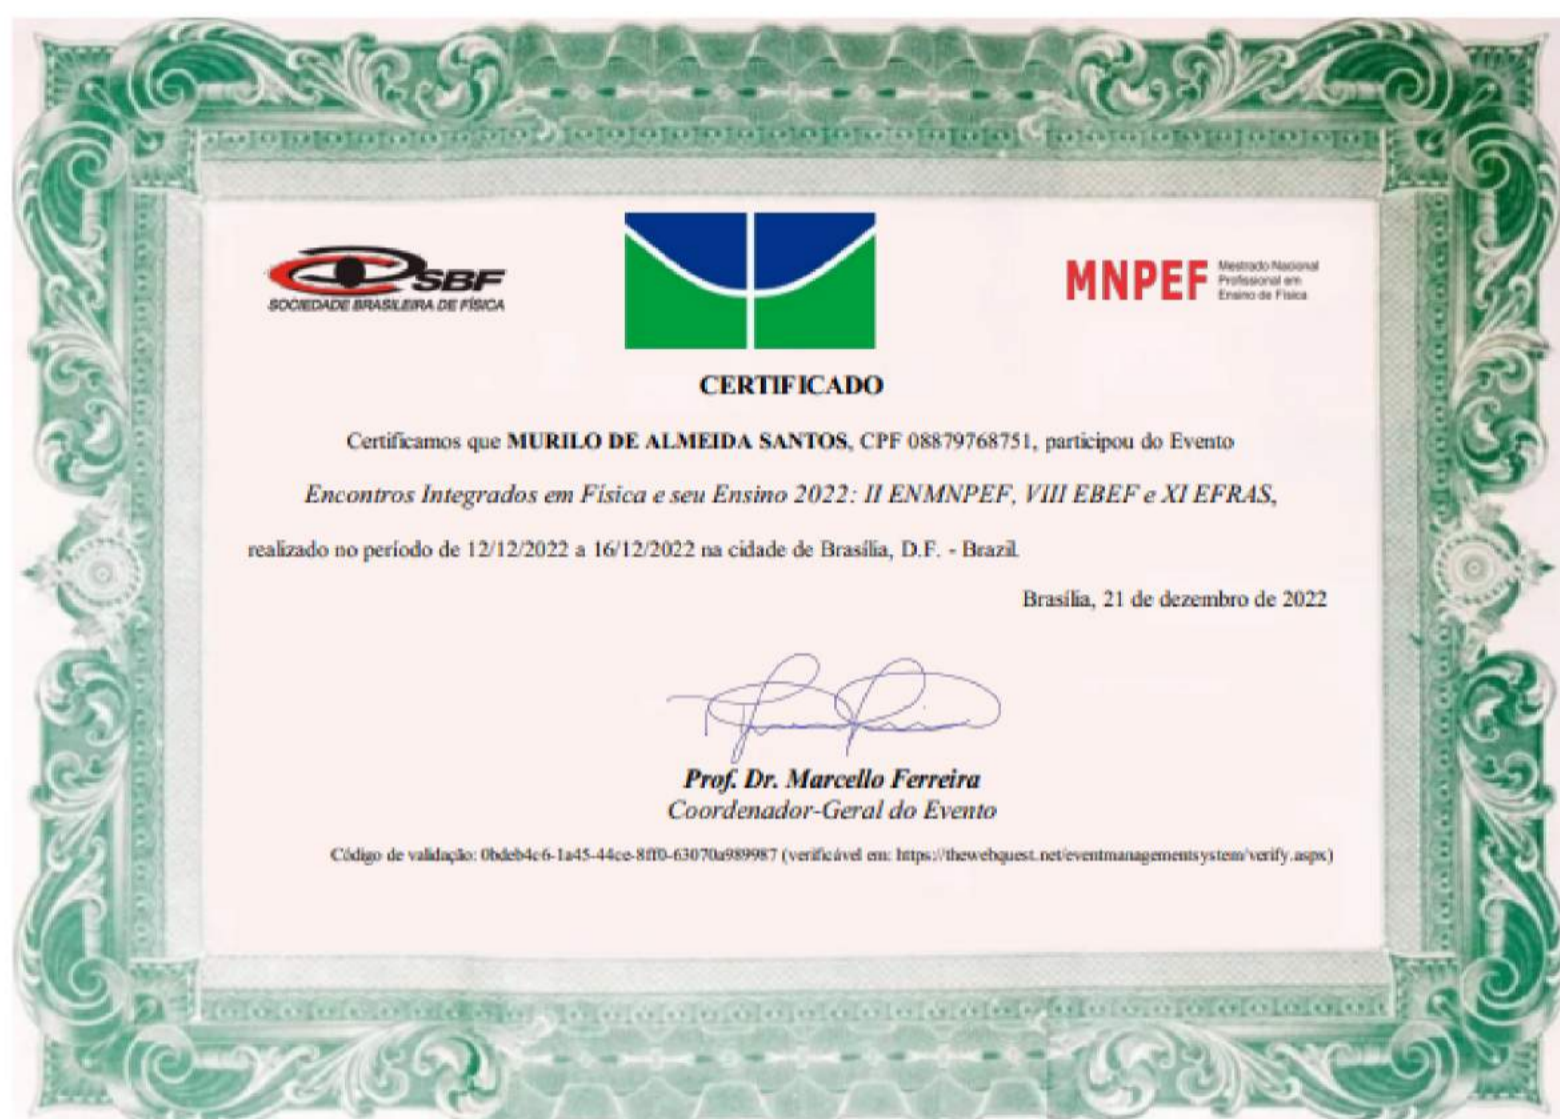 SBF
SOCIEDADE BRASILEIRA DE FÍSICA
MNPEF
Mestrado Nacional
Profissional em
Ensino de Física
CERTIFICADO
Certificamos que MURILO DE ALMEIDA SANTOS, CPF 08879768751, participou do Evento
Encontros Integrados em Física e seu Ensino 2022: II ENMNPEF, VIII EBEF e XI EFRAS,
realizado no período de 12/12/2022 a 16/12/2022 na cidade de Brasília, D.F. - Brazil.
Brasília, 21 de dezembro de 2022
Prof. Dr. Marcello Ferreira
Coordenador-Geral do Evento
Código de validação: 0bdeb4c6-1a45-44ce-8ff0-63070a989987 (verificável em: https://thewebquest.net/eventmanagementsystem/verify.aspx)